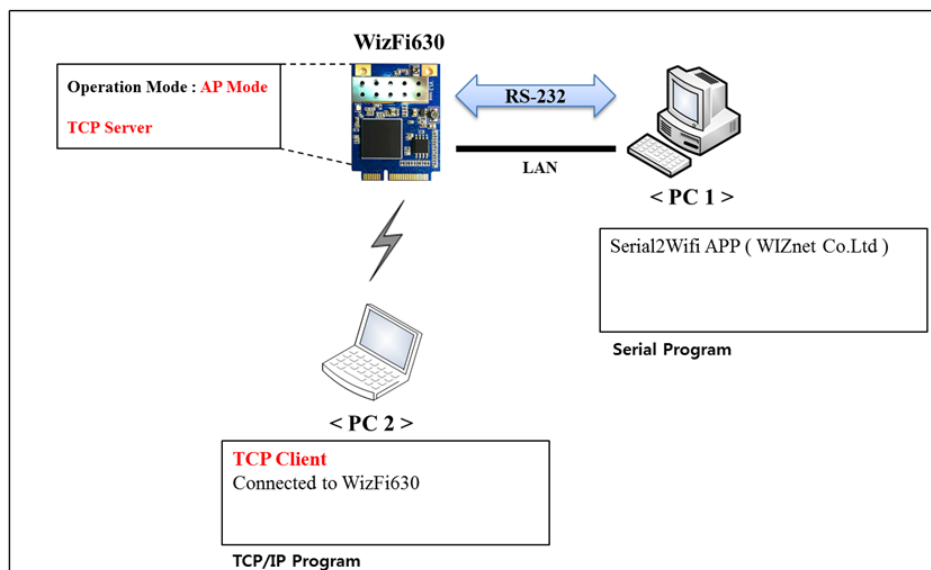 WizFi630
Operation Mode : AP Mode
TCP Server
RS-232
LAN
< PC 1 >
Serial2Wifi APP ( WIZnet Co.Ltd )
Serial Program
< PC 2 >
TCP Client
Connected to WizFi630
TCP/IP Program